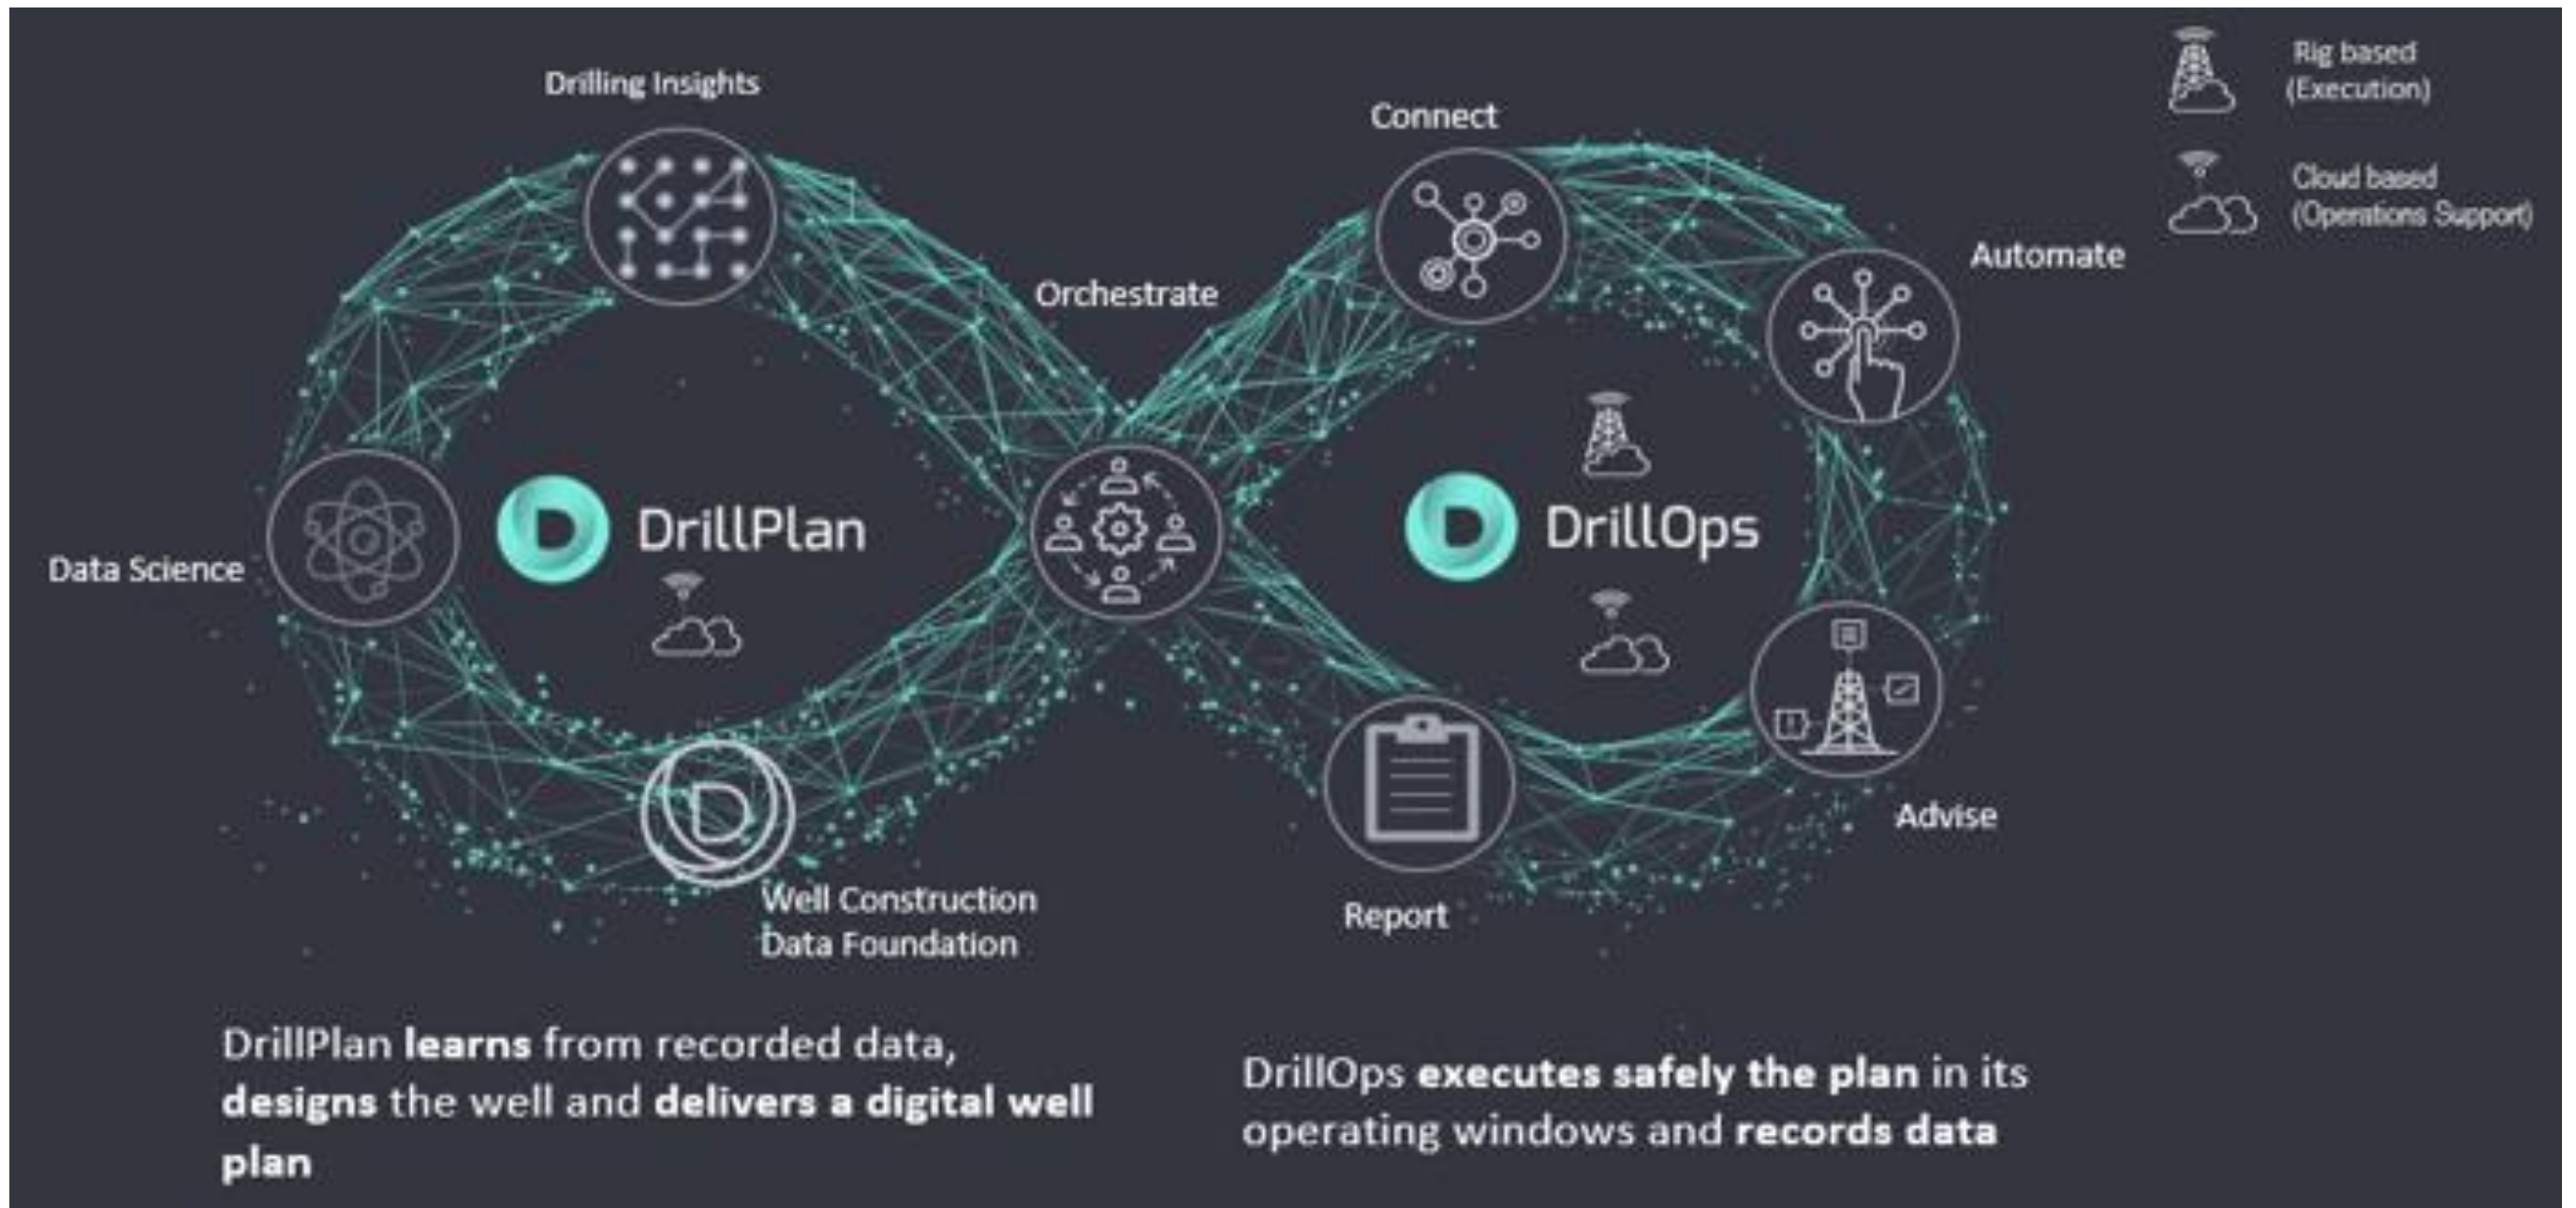 Drilling Insights
Connect
Rig based
(Execution)
Cloud based
(Operations Support)
Automate
Orchestrate
Data Science
DrillPlan
DrillOps
Advise
Report
Well Construction
Data Foundation
DrillPlan learns from recorded data,
designs the well and delivers a digital well
plan
DrillOps executes safely the plan in its
operating windows and records data